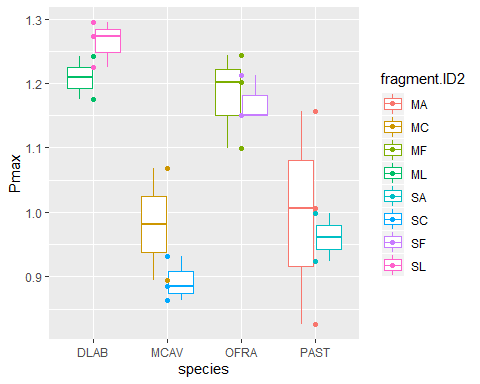 1.3
1.2
1.1
1.0
0.9
Pmax
DLAB MCAV OFRA PAST
species
fragment.ID2
MA
MC
MF
ML
SA
SC
SF
SL